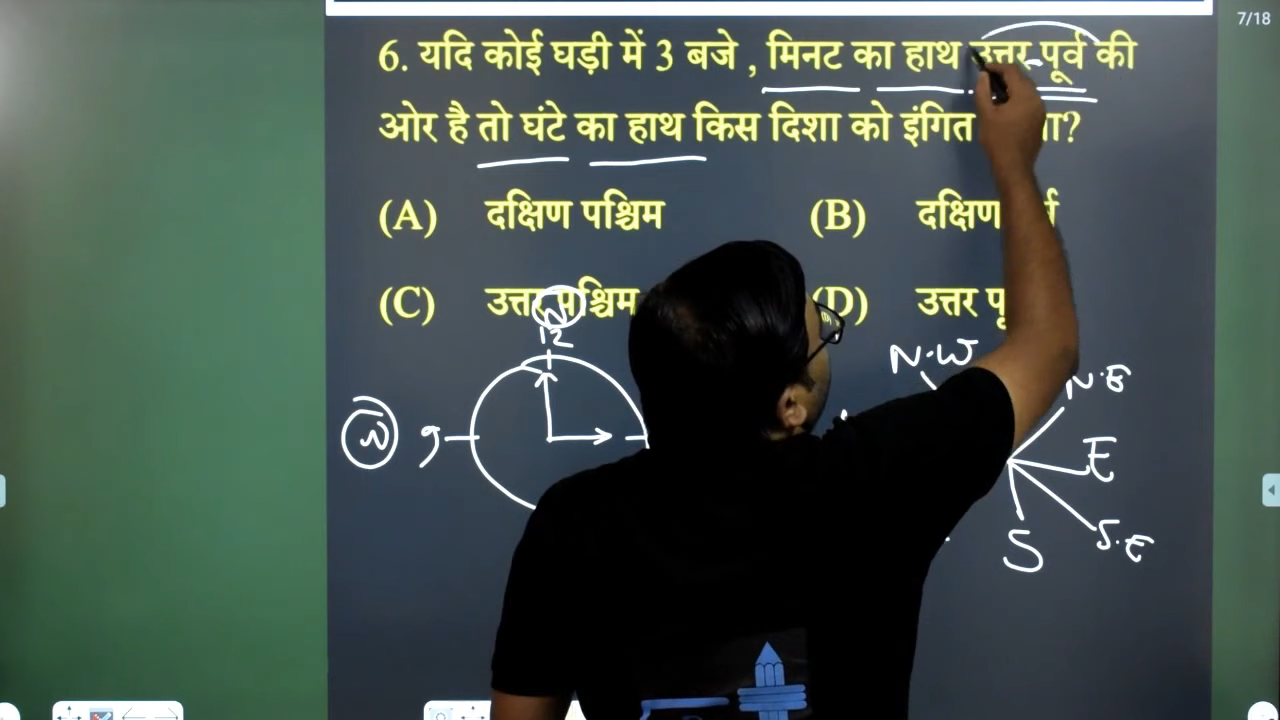 7/18
6. यदि कोई घड़ी में 3 बजे , मिनट का हाथ उत्तर पूर्व की
ओर है तो घंटे का हाथ किस दिशा को इंगित
(A) दक्षिण पश्चिम (B) दक्षिण
(C) उत्तर पश्चिम (D) उत्तर
N
12
N.W N.E
W 9 E
S.E
S